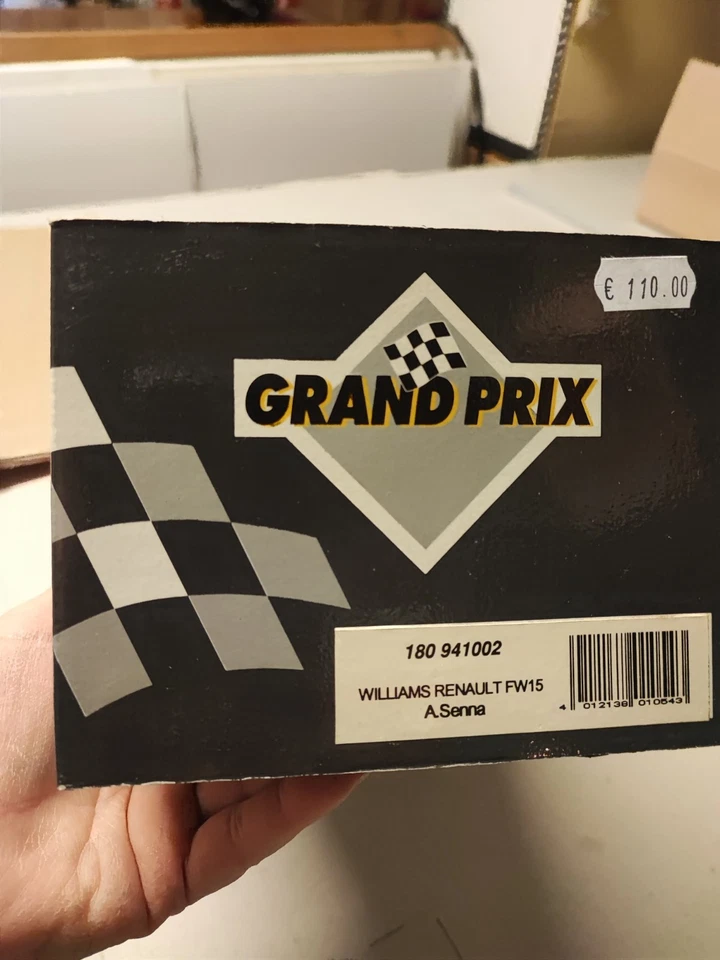 € 110.00
GRAND PRIX
180 941002
WILLIAMS RENAULT FW15
A.Senna
4 012138 010543